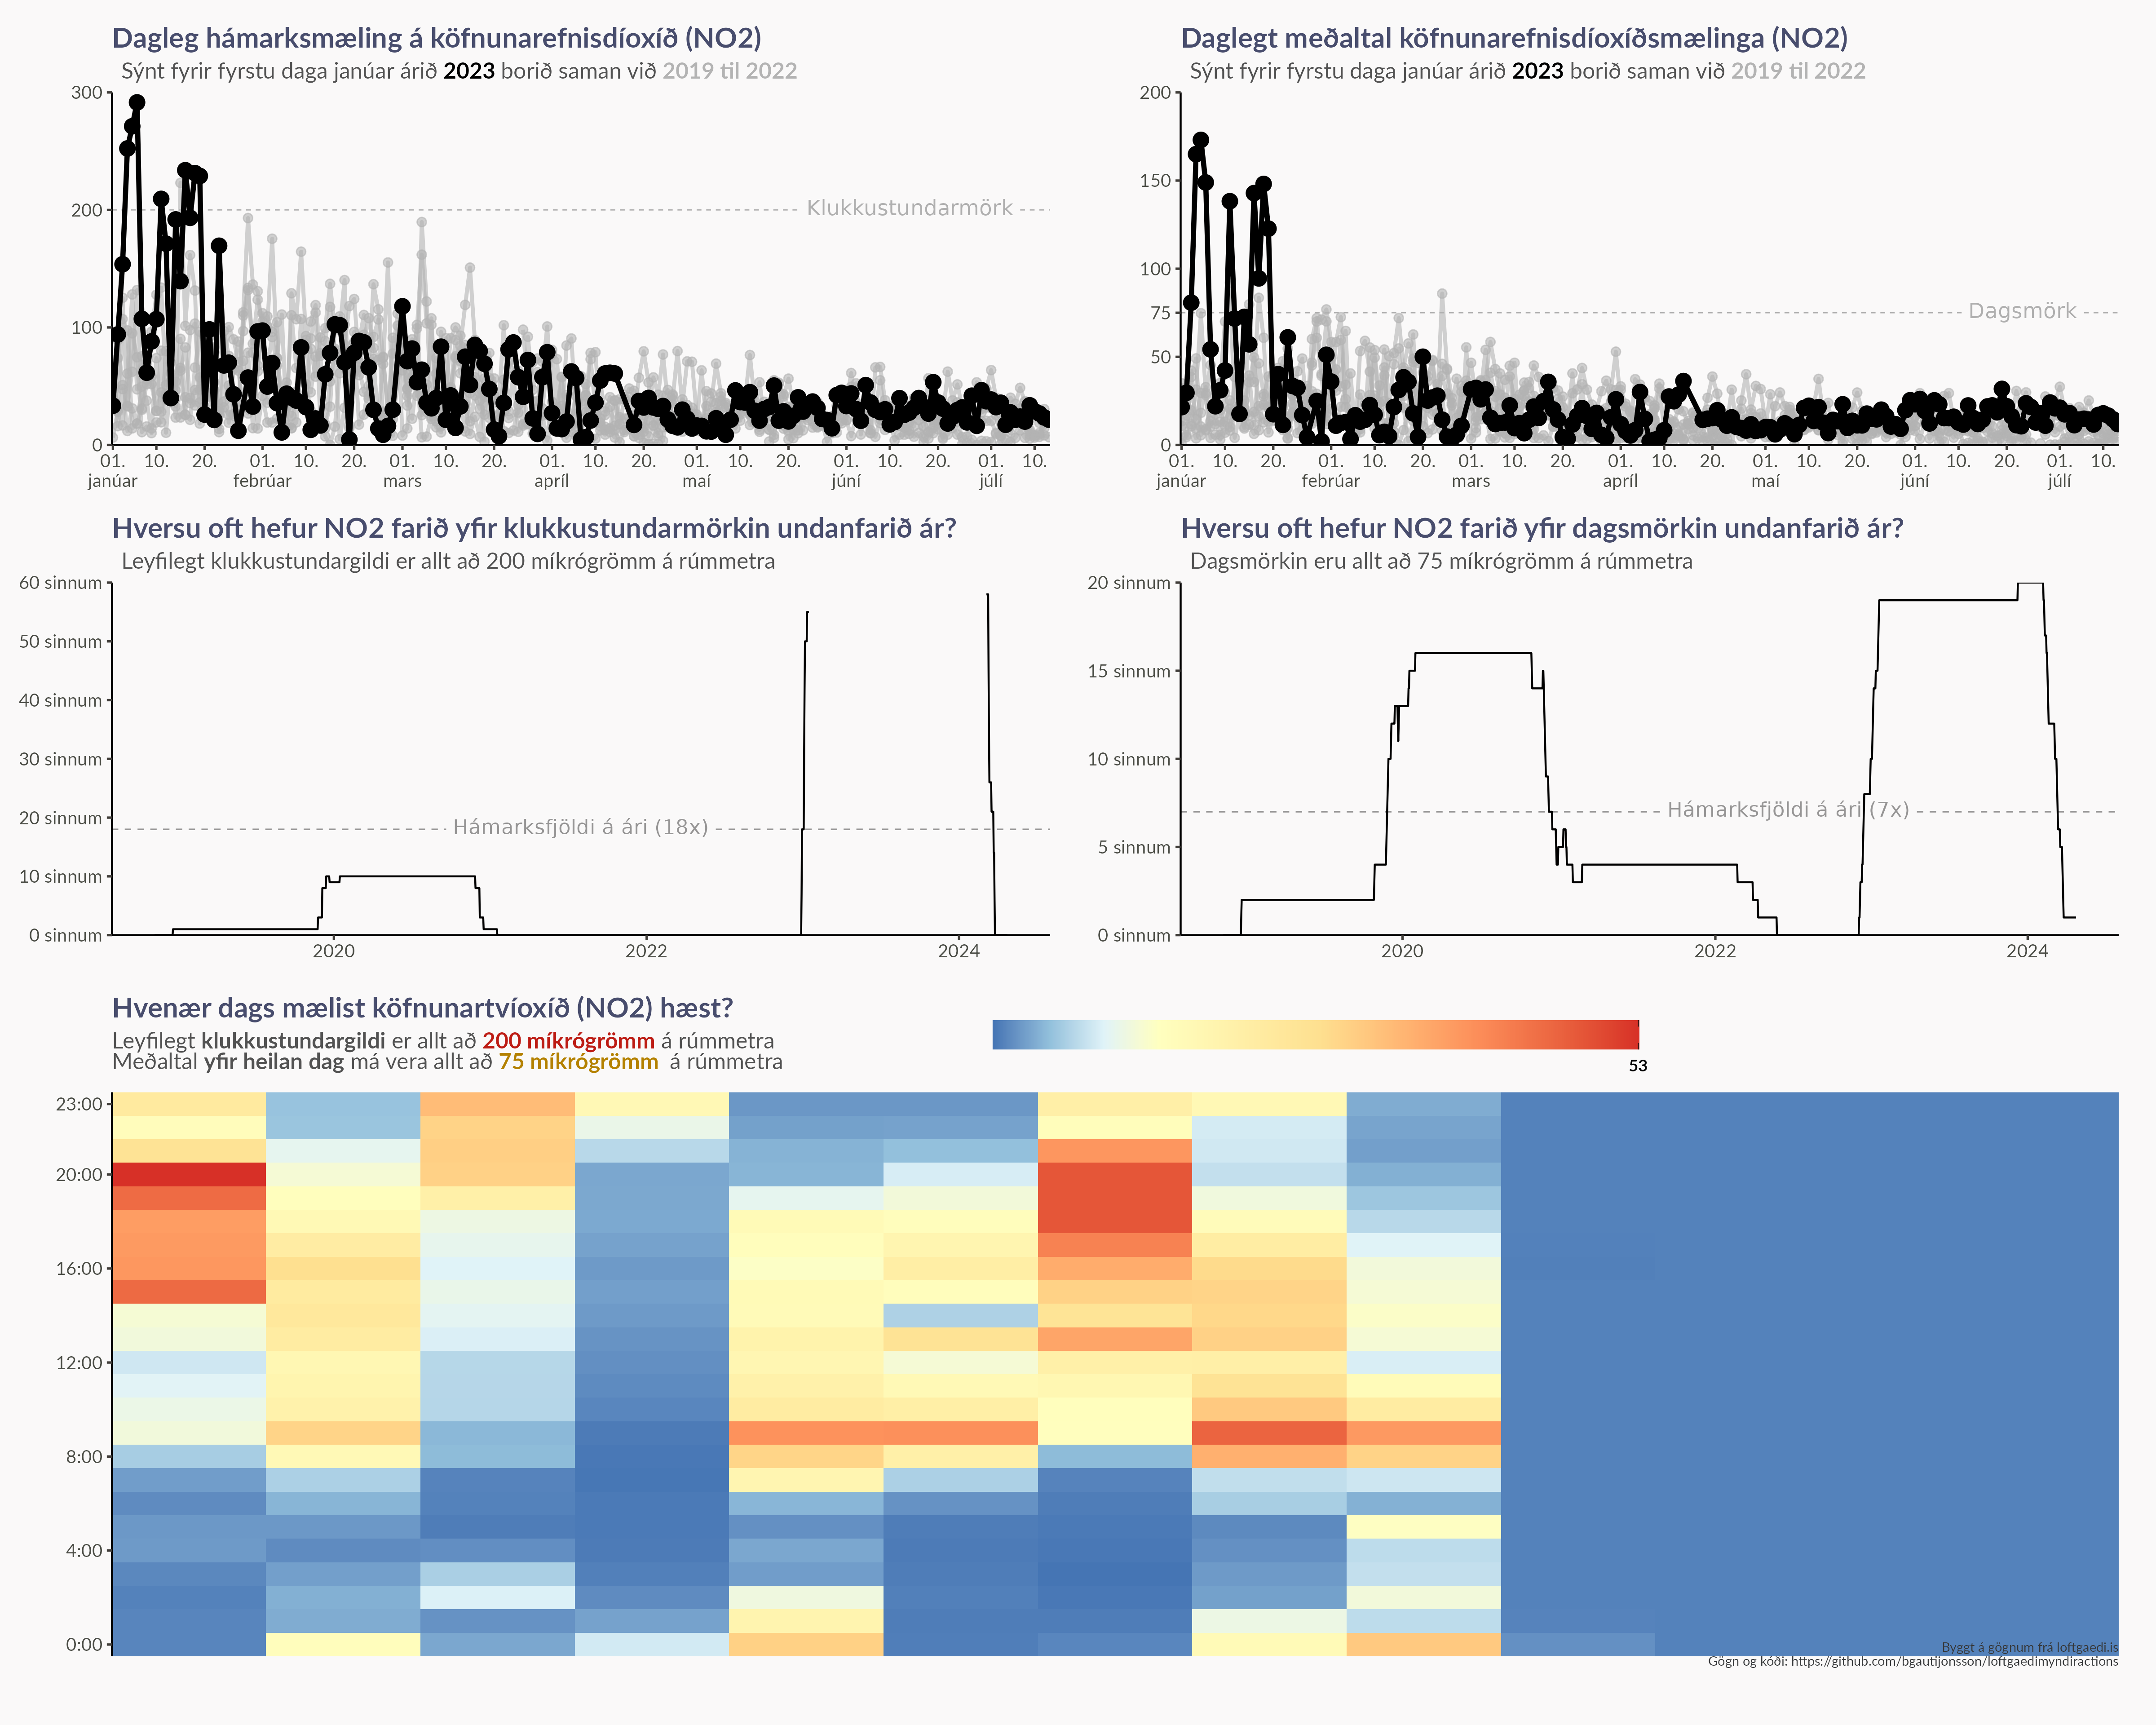 Dagleg hámarksmæling á köfnunarefnisdíoxíð (NO2)
Sýnt fyrir fyrstu daga janúar árið 2023 borið saman við 2019 til 2022
300
200
100
0
Klukkustundarmörk
01. 10. 20. 01. 10. 20. 01. 10. 20. 01. 10. 20. 01. 10. 20. 01. 10. 20. 01. 10.
janúar febrúar mars apríl maí júní júlí
Daglegt meðaltal köfnunarefnisdíoxíðsmælinga (NO2)
Sýnt fyrir fyrstu daga janúar árið 2023 borið saman við 2019 til 2022
200
150
100
75
50
0
Dagsmörk
01. 10. 20. 01. 10. 20. 01. 10. 20. 01. 10. 20. 01. 10. 20. 01. 10. 20. 01. 10.
janúar febrúar mars apríl maí júní júlí
Hversu oft hefur NO2 farið yfir klukkustundarmörkin undanfarið ár?
Leyfilegt klukkustundargildi er allt að 200 míkrógrömm á rúmmetra
60 sinnum
50 sinnum
40 sinnum
30 sinnum
20 sinnum
10 sinnum
0 sinnum
Hámarksfjöldi á ári (18x)
2020 2022 2024
Hversu oft hefur NO2 farið yfir dagsmörkin undanfarið ár?
Dagsmörkin eru allt að 75 míkrógrömm á rúmmetra
20 sinnum
15 sinnum
10 sinnum
5 sinnum
0 sinnum
Hámarksfjöldi á ári (7x)
2020 2022 2024
Hvenær dags mælist köfnunartvíoxíð (NO2) hæst?
Leyfilegt klukkustundargildi er allt að 200 míkrógrömm á rúmmetra
Meðaltal yfir heilan dag má vera allt að 75 míkrógrömm á rúmmetra
53
23:00
20:00
16:00
12:00
8:00
4:00
0:00
Byggt á gögnum frá loftgaedi.is
Gögn og kóði: https://github.com/bgautijonsson/loftgaedimyndiractions